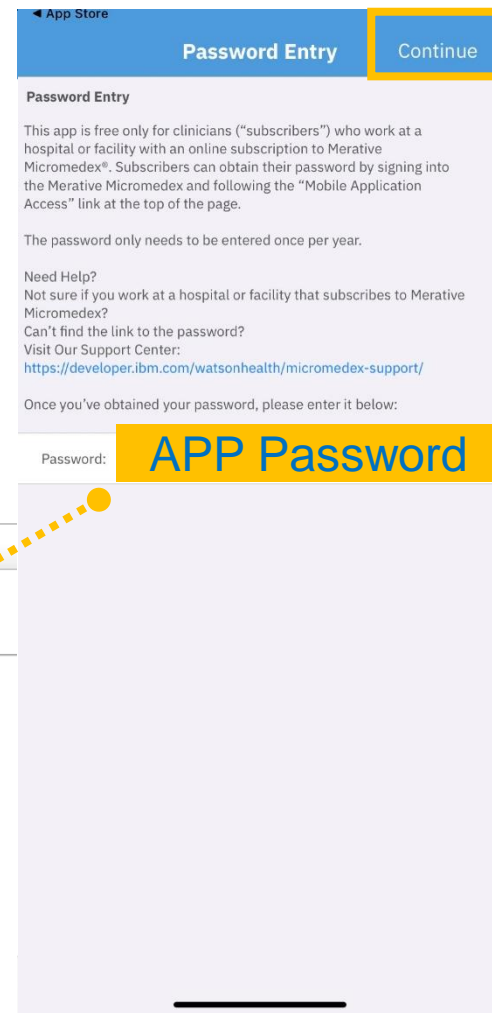 ◀ App Store
Password Entry
Continue
Password Entry
This app is free only for clinicians (“subscribers”) who work at a
hospital or facility with an online subscription to Merative
Micromedex®. Subscribers can obtain their password by signing into
the Merative Micromedex and following the “Mobile Application
Access” link at the top of the page.
The password only needs to be entered once per year.
Need Help?
Not sure if you work at a hospital or facility that subscribes to Merative
Micromedex?
Can’t find the link to the password?
Visit Our Support Center:
https://developer.ibm.com/watsonhealth/micromedex-support/
Once you’ve obtained your password, please enter it below:
Password:
APP Password